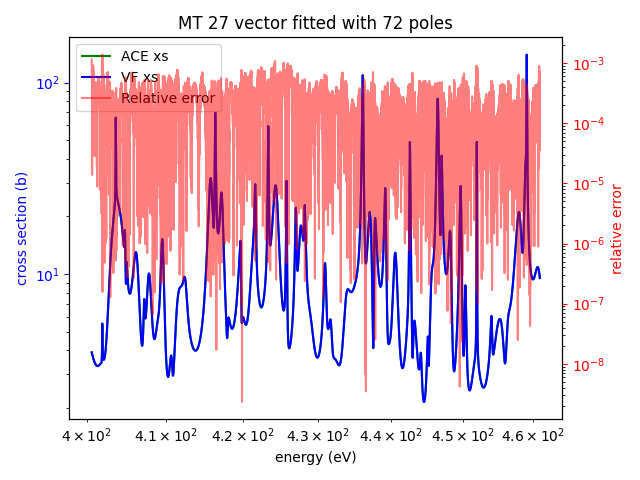 MT 27 vector fitted with 72 poles
ACE xs
VF xs
Relative error
cross section (b)
10²
10¹
relative error
10⁻³
10⁻⁴
10⁻⁵
10⁻⁶
10⁻⁷
10⁻⁸
4 × 10² 4.1 × 10² 4.2 × 10² 4.3 × 10² 4.4 × 10² 4.5 × 10² 4.6 × 10²
energy (eV)